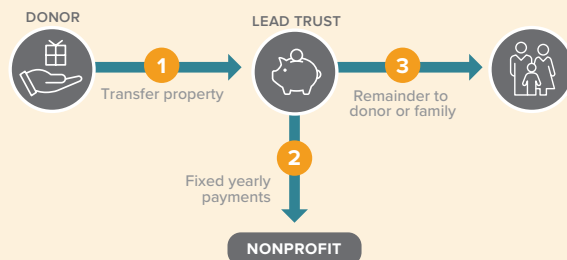 DONOR
LEAD TRUST
1
3
Transfer property
Remainder to
donor or family
2
Fixed yearly
payments
NONPROFIT